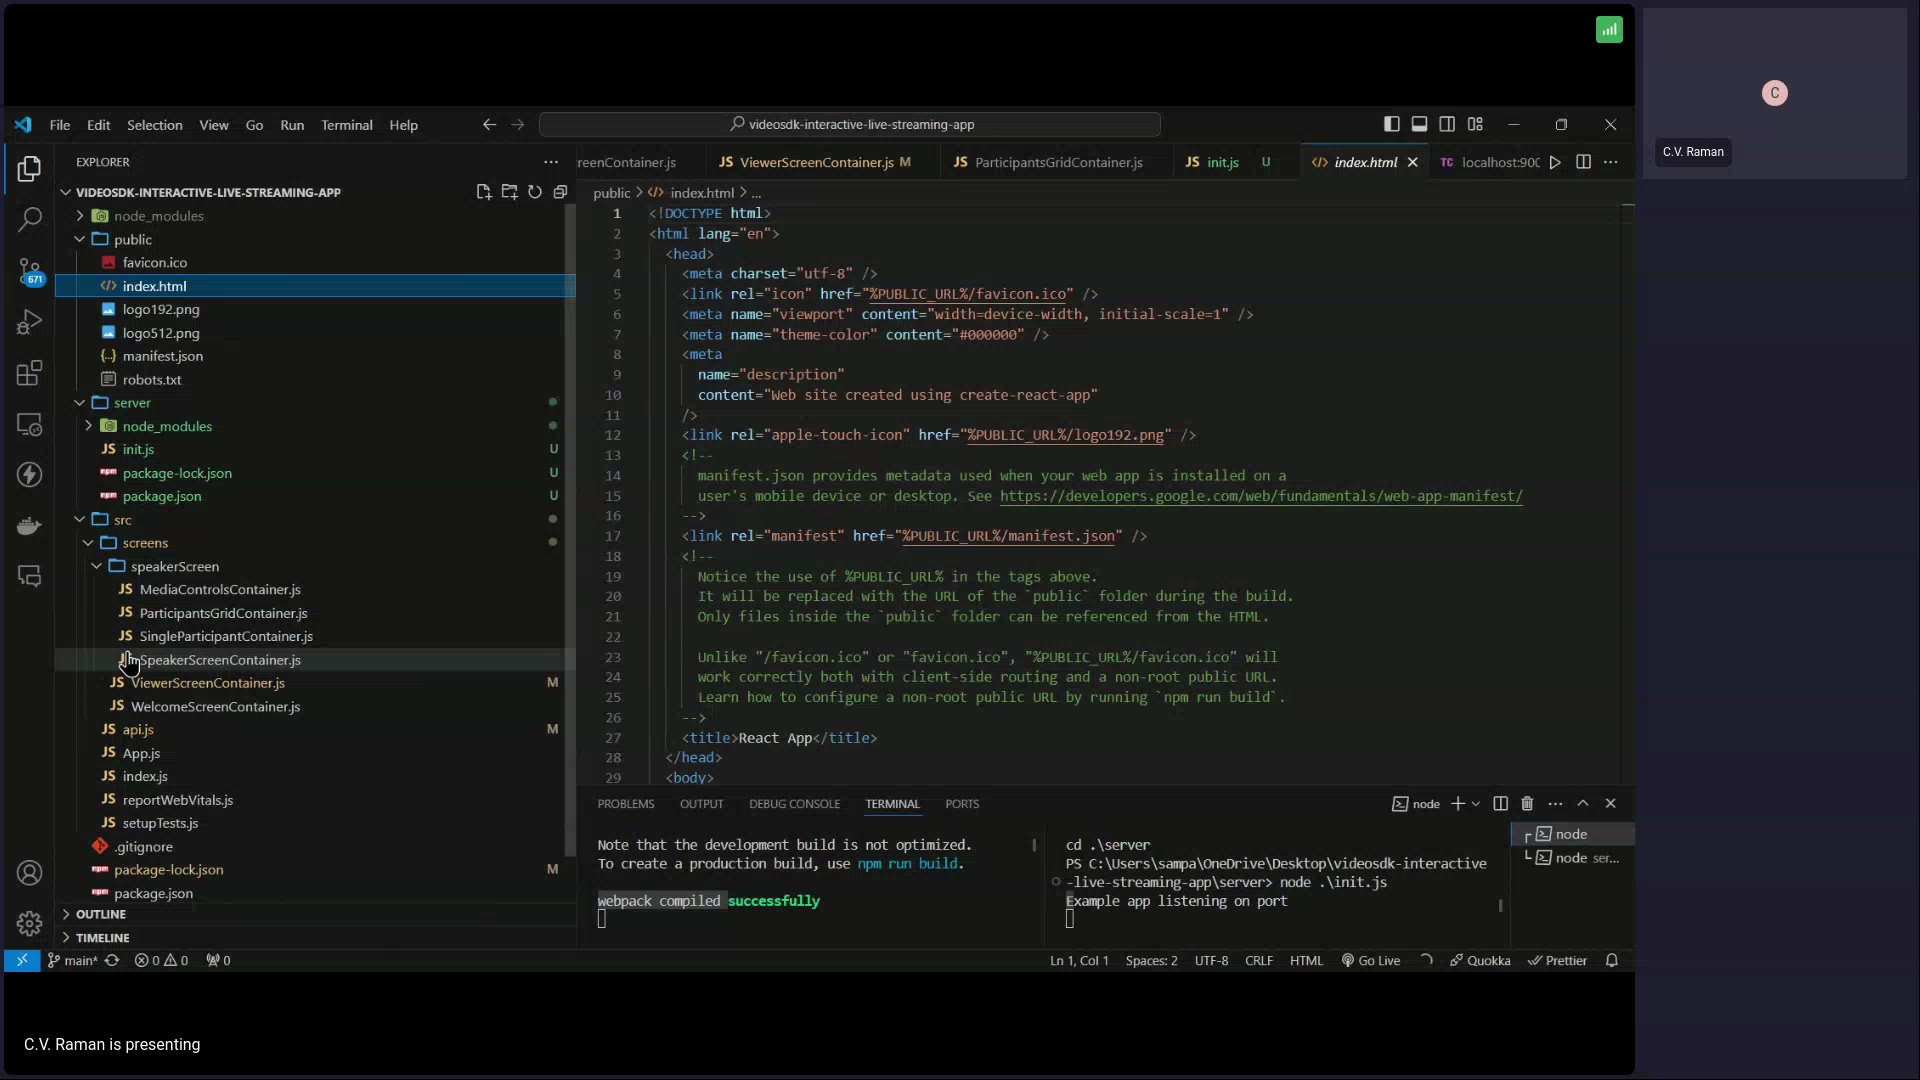 File Edit Selection View Go Run Terminal Help
videosdk-interactive-live-streaming-app
C
C.V. Raman
EXPLORER
VIDEOSDK-INTERACTIVE-LIVE-STREAMING-APP
node_modules
public
favicon.ico
index.html
logo192.png
logo512.png
manifest.json
robots.txt
server
node_modules
init.js U
package-lock.json U
package.json U
src
screens
speakerScreen
JS MediaControlsContainer.js
JS ParticipantsGridContainer.js
JS SingleParticipantContainer.js
SpeakerScreenContainer.js
JS ViewerScreenContainer.js M
JS WelcomeScreenContainer.js
JS api.js M
JS App.js
JS index.js
JS reportWebVitals.js
JS setupTests.js
.gitignore
package-lock.json M
package.json
OUTLINE
TIMELINE
671
reenContainer.js JS ViewerScreenContainer.js M JS ParticipantsGridContainer.js JS init.js U index.html TC localhost:900
public > index.html > ...
1 <!DOCTYPE html>
2 <html lang="en">
3 <head>
4 <meta charset="utf-8" />
5 <link rel="icon" href="%PUBLIC_URL%/favicon.ico" />
6 <meta name="viewport" content="width=device-width, initial-scale=1" />
7 <meta name="theme-color" content="#000000" />
8 <meta
9 name="description"
10 content="Web site created using create-react-app"
11 />
12 <link rel="apple-touch-icon" href="%PUBLIC_URL%/logo192.png" />
13 <!--
14 manifest.json provides metadata used when your web app is installed on a
15 user's mobile device or desktop. See https://developers.google.com/web/fundamentals/web-app-manifest/
16 -->
17 <link rel="manifest" href="%PUBLIC_URL%/manifest.json" />
18 <!--
19 Notice the use of %PUBLIC_URL% in the tags above.
20 It will be replaced with the URL of the `public` folder during the build.
21 Only files inside the `public` folder can be referenced from the HTML.
22
23 Unlike "/favicon.ico" or "favicon.ico", "%PUBLIC_URL%/favicon.ico" will
24 work correctly both with client-side routing and a non-root public URL.
25 Learn how to configure a non-root public URL by running `npm run build`.
26 -->
27 <title>React App</title>
28 </head>
29 <body>
PROBLEMS OUTPUT DEBUG CONSOLE TERMINAL PORTS node
Note that the development build is not optimized.
To create a production build, use npm run build.
webpack compiled successfully
cd .\server
PS C:\Users\sampa\OneDrive\Desktop\videosdk-interactive
-live-streaming-app\server> node .\init.js
Example app listening on port
node
node ser...
main* 0 0 0 Ln 1, Col 1 Spaces: 2 UTF-8 CRLF HTML Go Live Quokka Prettier
C.V. Raman is presenting